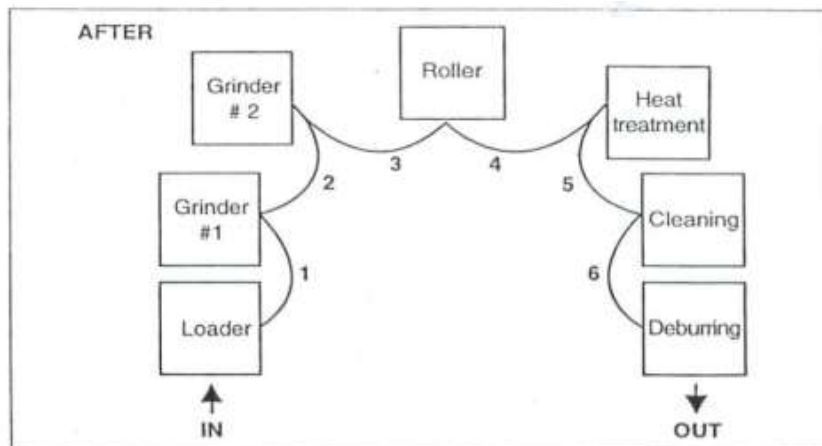 AFTER
Grinder
# 2
Roller
Heat
treatment
2
3
4
5
Grinder
#1
Cleaning
1
6
Loader
Deburring
IN
OUT